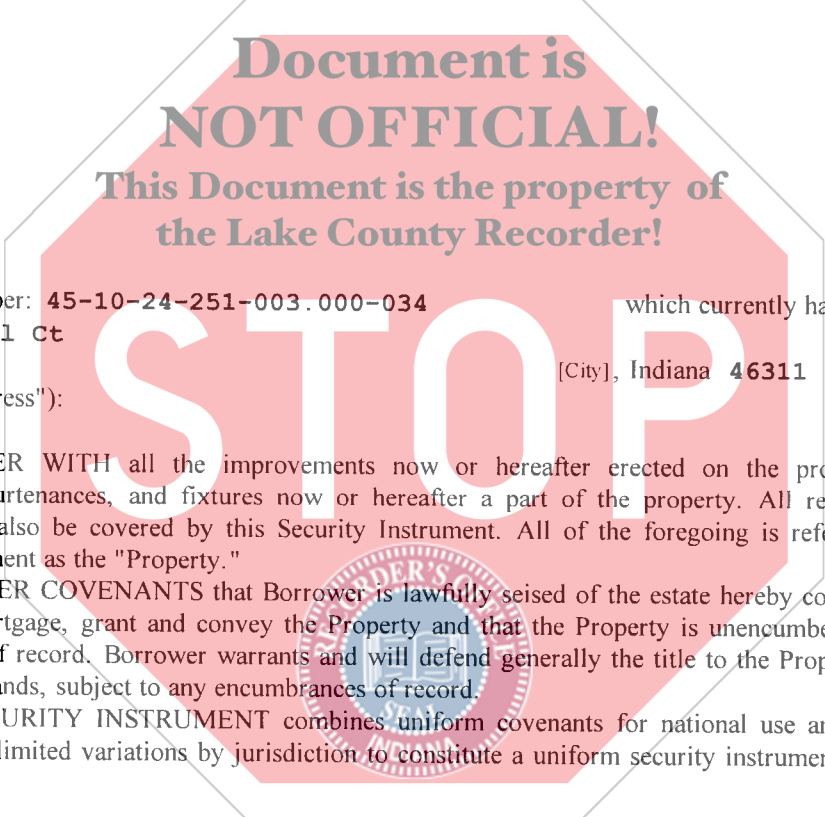 Document is
NOT OFFICIAL!
This Document is the property of
the Lake County Recorder!
STOP
ber: 45-10-24-251-003.000-034 which currently ha
l Ct
[City], Indiana 46311
ress"):
ER WITH all the improvements now or hereafter erected on the pro
urtenances, and fixtures now or hereafter a part of the property. All re
also be covered by this Security Instrument. All of the foregoing is refe
ment as the "Property."
ER COVENANTS that Borrower is lawfully seised of the estate hereby co
rtgage, grant and convey the Property and that the Property is unencumbe
f record. Borrower warrants and will defend generally the title to the Prop
ands, subject to any encumbrances of record.
URITY INSTRUMENT combines uniform covenants for national use an
limited variations by jurisdiction to constitute a uniform security instrumen
RECORDER'S OFFICE
SEAL
INDIANA